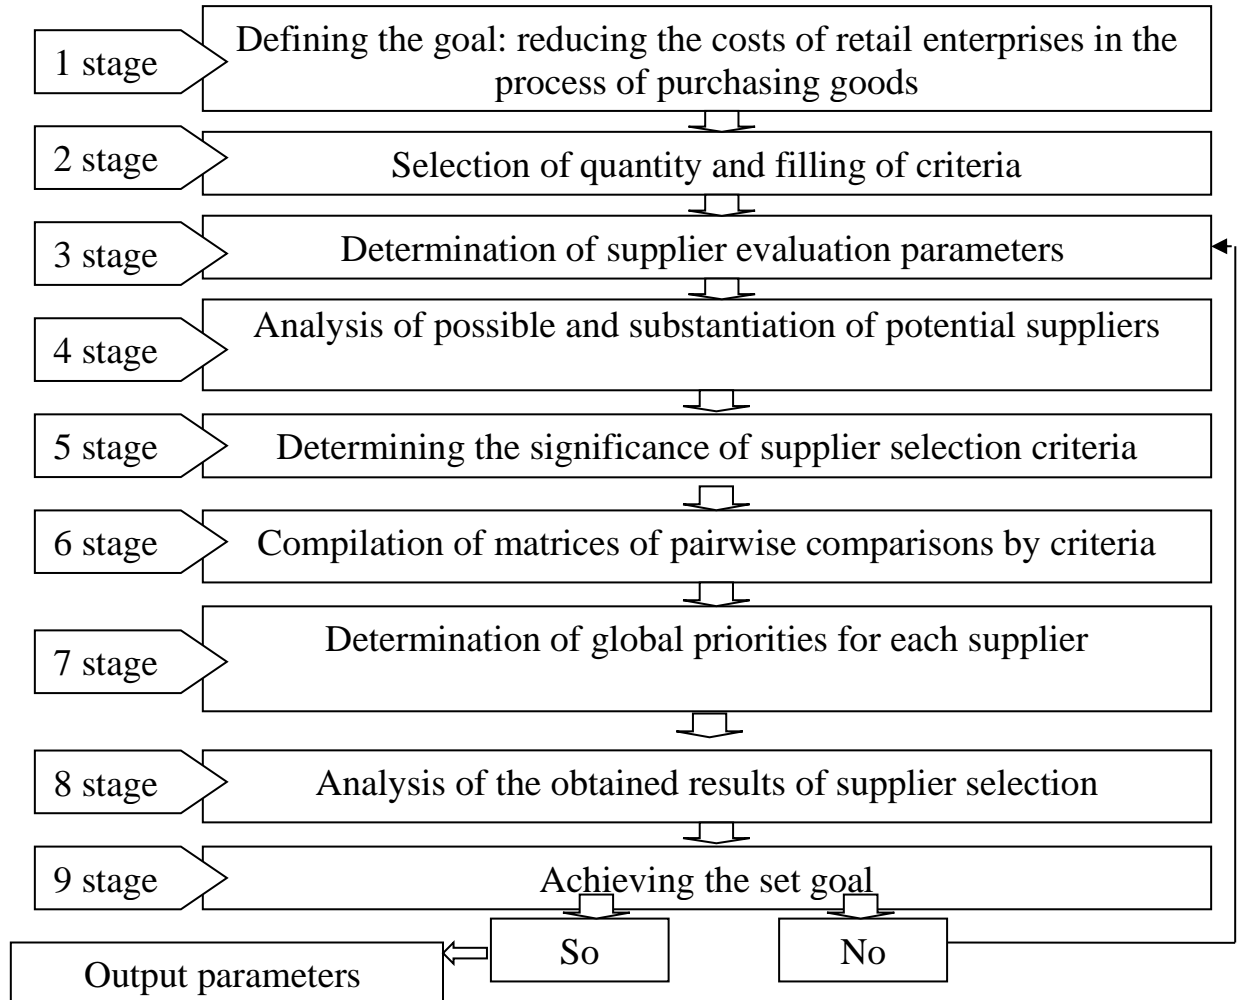 1 stage
Defining the goal: reducing the costs of retail enterprises in the
process of purchasing goods
2 stage
Selection of quantity and filling of criteria
3 stage
Determination of supplier evaluation parameters
4 stage
Analysis of possible and substantiation of potential suppliers
5 stage
Determining the significance of supplier selection criteria
6 stage
Compilation of matrices of pairwise comparisons by criteria
7 stage
Determination of global priorities for each supplier
8 stage
Analysis of the obtained results of supplier selection
9 stage
Achieving the set goal
So
No
Output parameters